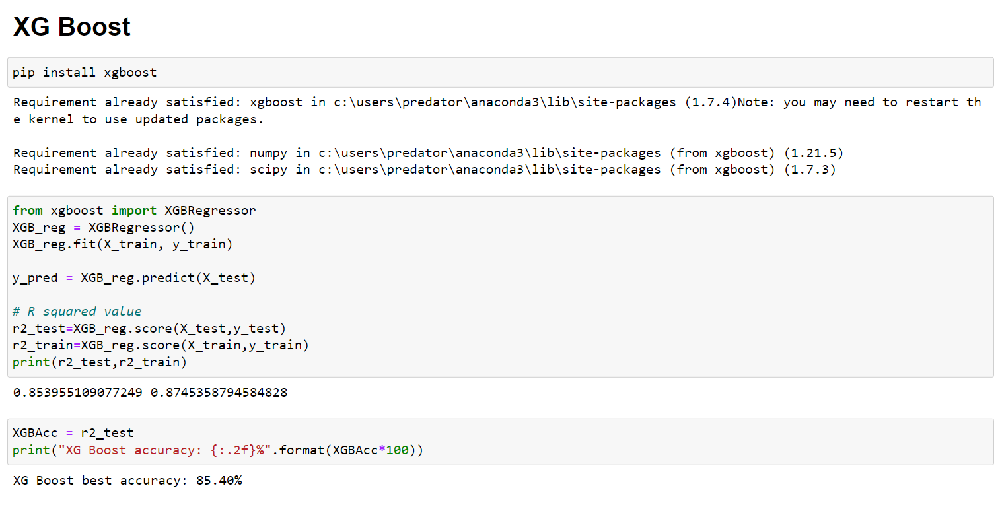 XG Boost
pip install xgboost
Requirement already satisfied: xgboost in c:\users\predator\anaconda3\lib\site-packages (1.7.4)Note: you may need to restart th
e kernel to use updated packages.
Requirement already satisfied: numpy in c:\users\predator\anaconda3\lib\site-packages (from xgboost) (1.21.5)
Requirement already satisfied: scipy in c:\users\predator\anaconda3\lib\site-packages (from xgboost) (1.7.3)
from xgboost import XGBRegressor
XGB_reg = XGBRegressor()
XGB_reg.fit(X_train, y_train)
y_pred = XGB_reg.predict(X_test)
# R squared value
r2_test=XGB_reg.score(X_test,y_test)
r2_train=XGB_reg.score(X_train,y_train)
print(r2_test,r2_train)
0.853955109077249 0.8745358794584828
XGBAcc = r2_test
print("XG Boost accuracy: {:.2f}%".format(XGBAcc*100))
XG Boost best accuracy: 85.40%